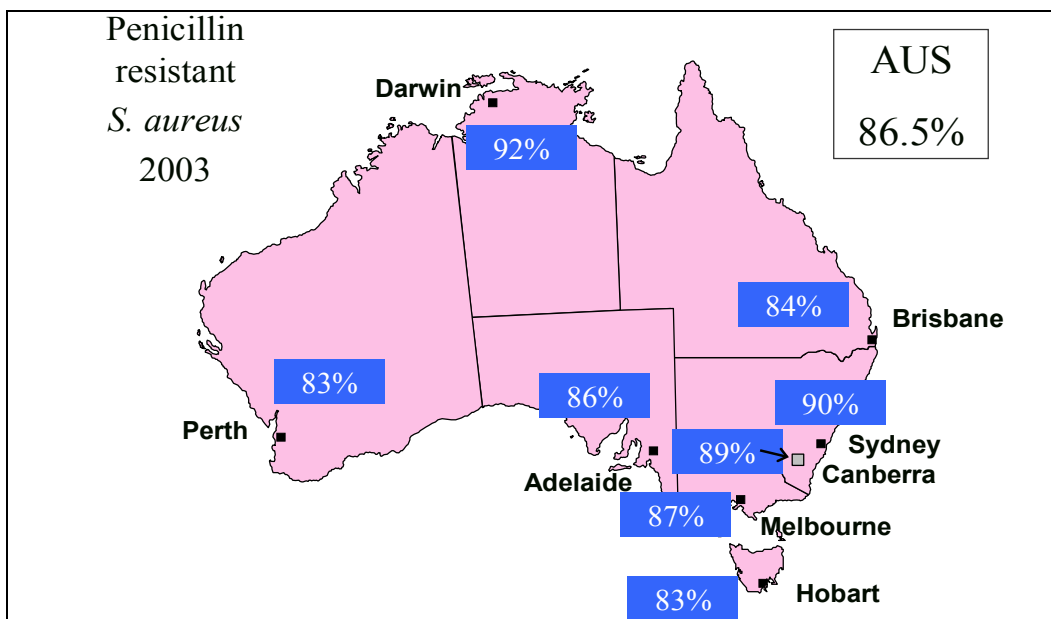 Penicillin
resistant
S. aureus
2003
AUS
86.5%
Darwin
92%
84%
Brisbane
83%
86%
90%
Perth
89%
Sydney
Canberra
Adelaide
87%
Melbourne
83%
Hobart